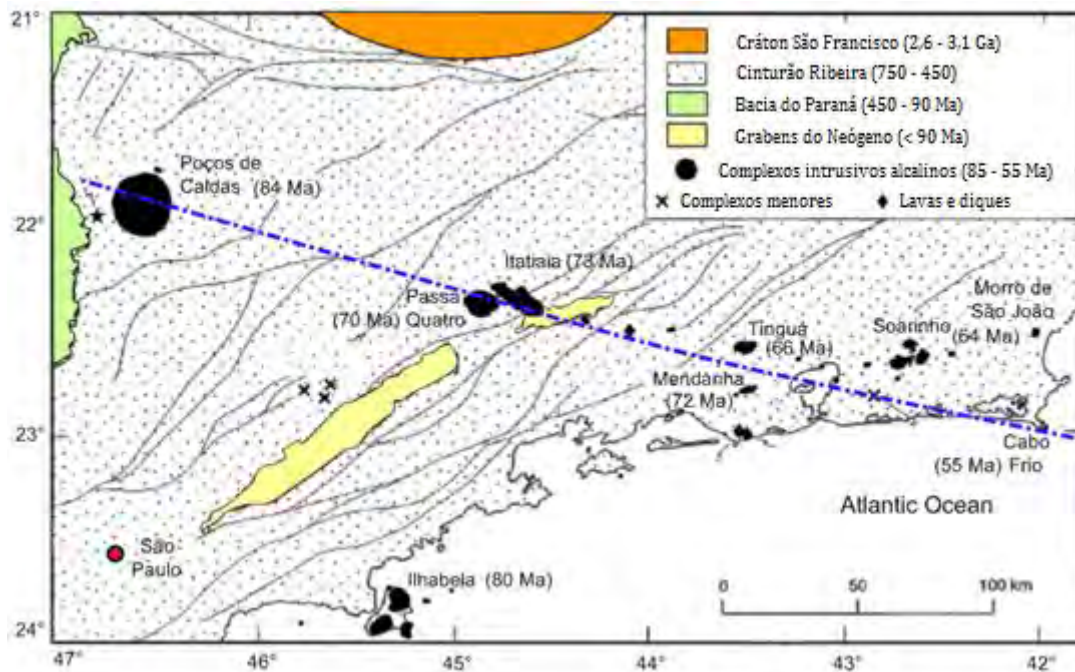 21°
22°
23°
24°
47°
46°
45°
44°
43°
42°
Cráton São Francisco (2,6 - 3,1 Ga)
Cinturão Ribeira (750 - 450)
Bacia do Paraná (450 - 90 Ma)
Grabens do Neógeno (< 90 Ma)
Complexos intrusivos alcalinos (85 - 55 Ma)
Complexos menores
Lavas e diques
Poços de
Caldas (84 Ma)
Itatiaia (73 Ma)
Passa
(70 Ma) Quatro
Morro de
São João
Tinguá
(66 Ma)
Soarinho
(64 Ma)
Mendanha
(72 Ma)
Cabo
(55 Ma) Frio
Atlantic Ocean
São
Paulo
Ilhabela (80 Ma)
0 50 100 km